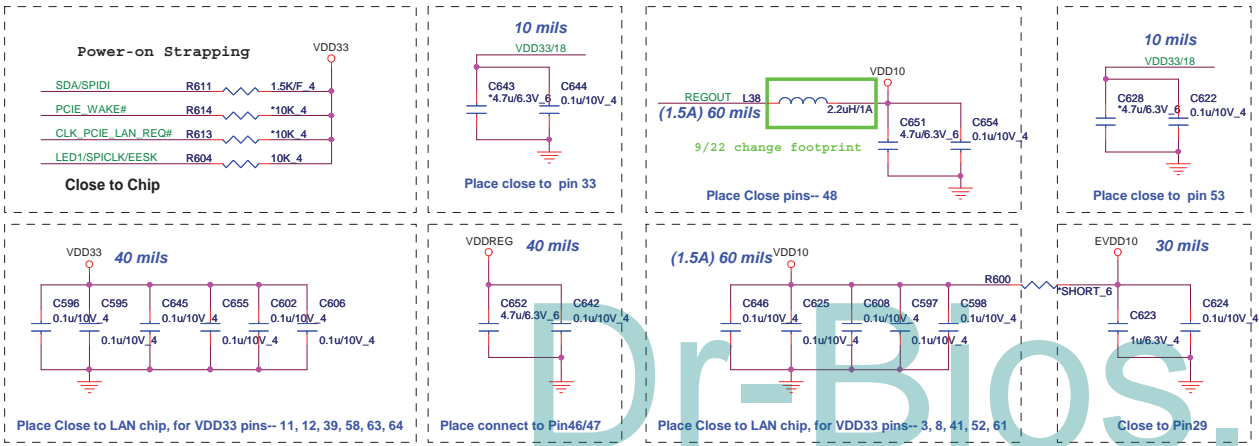 Power-on Strapping
VDD33
SDA/SPIDI R611 1.5K/F_4
PCIE_WAKE# R614 *10K_4
CLK_PCIE_LAN_REQ# R613 *10K_4
LED1/SPICLK/EESK R604 10K_4
Close to Chip
10 mils
VDD33/18
C643 C644
*4.7u/6.3V_6 0.1u/10V_4
Place close to pin 33
VDD10
REGOUT L38
(1.5A) 60 mils 2.2uH/1A
C651 C654
4.7u/6.3V_6 0.1u/10V_4
9/22 change footprint
Place Close pins-- 48
10 mils
VDD33/18
C628 C622
*4.7u/6.3V_6 0.1u/10V_4
Place close to pin 53
VDD33 40 mils
C596 C595 C645 C655 C602 C606
0.1u/10V_4 0.1u/10V_4 0.1u/10V_4
0.1u/10V_4 0.1u/10V_4 0.1u/10V_4
Place Close to LAN chip, for VDD33 pins-- 11, 12, 39, 58, 63, 64
VDDREG 40 mils
C652 C642
4.7u/6.3V_6 0.1u/10V_4
Place connect to Pin46/47
(1.5A) 60 mils VDD10
R600
*SHORT_6
C646 C625 C608 C597 C598
0.1u/10V_4 0.1u/10V_4 0.1u/10V_4
0.1u/10V_4 0.1u/10V_4
Place Close to LAN chip, for VDD33 pins-- 3, 8, 41, 52, 61
EVDD10 30 mils
C624
0.1u/10V_4
C623
1u/6.3V_4
Close to Pin29
Dr-Bios.